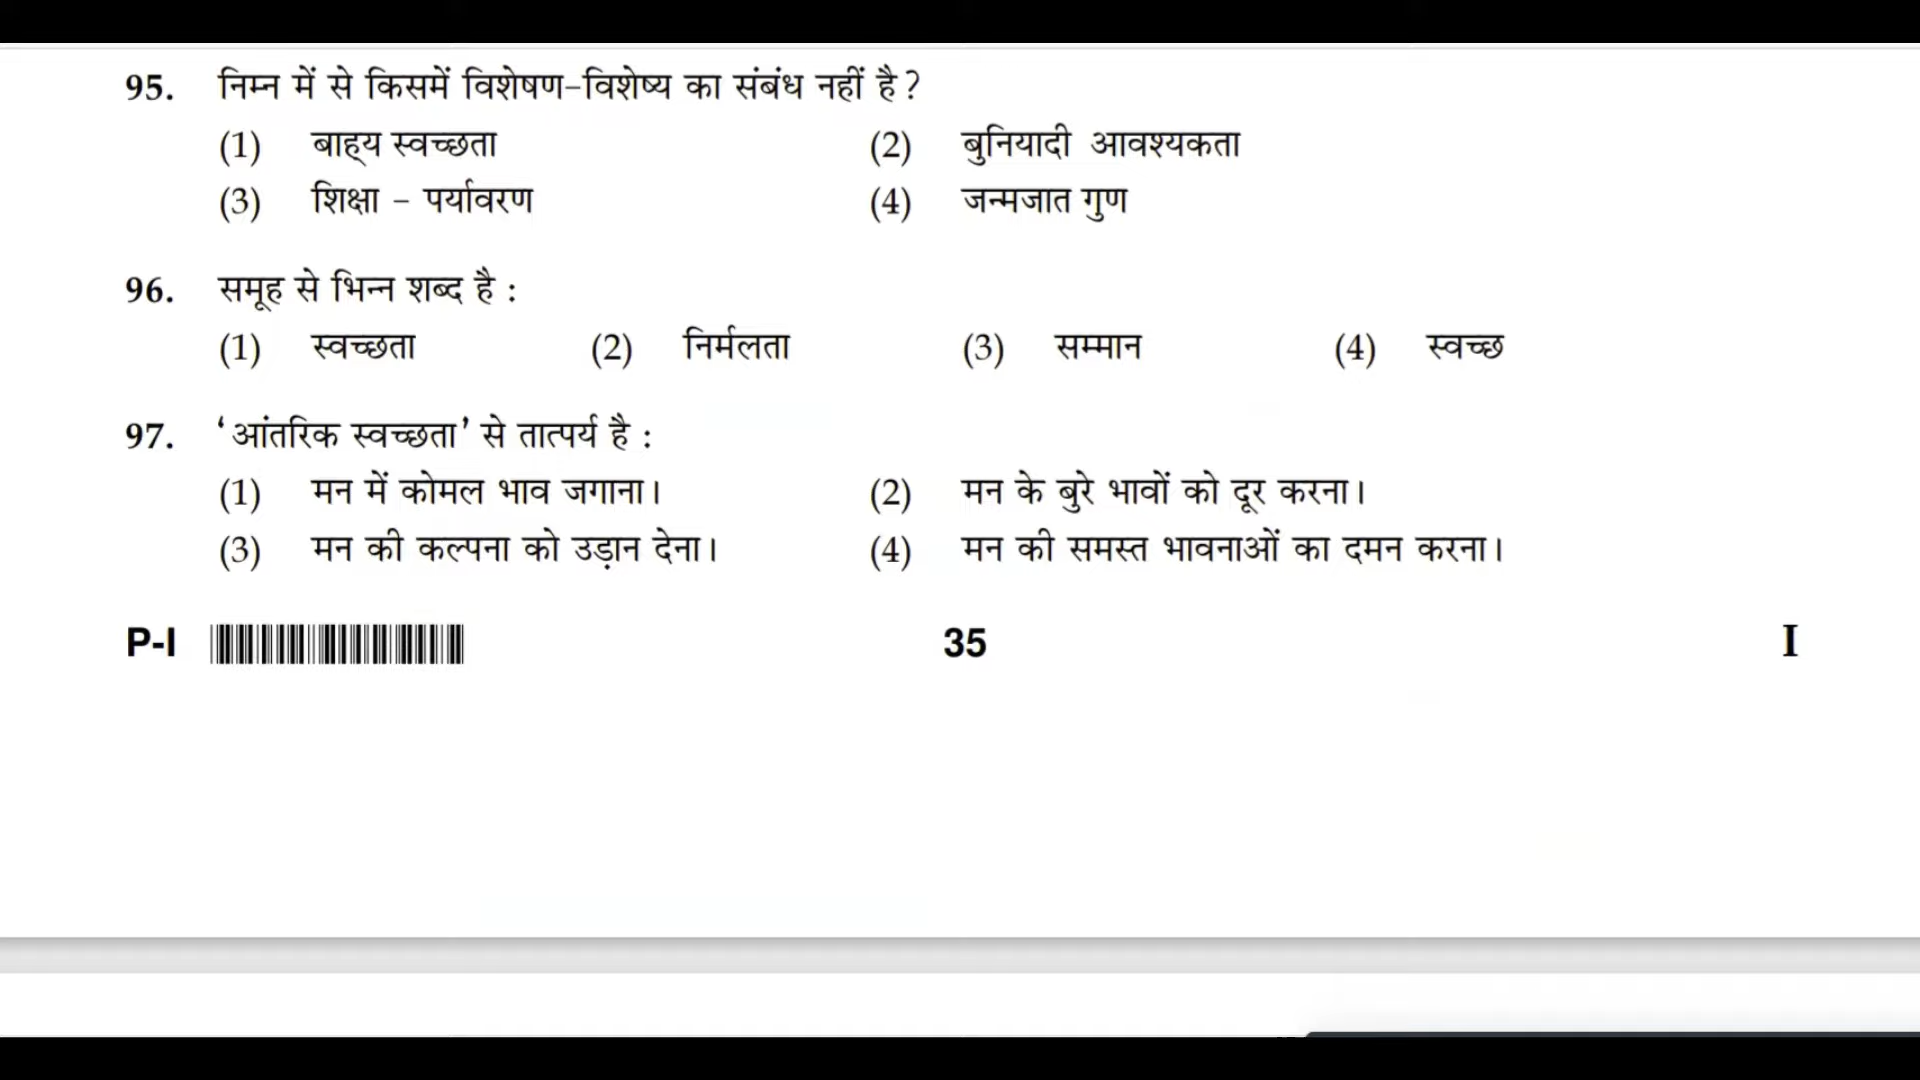 95. निम्न में से किसमें विशेषण-विशेष्य का संबंध नहीं है ?
(1) बाह्‌य स्वच्छता (2) बुनियादी आवश्यकता
(3) शिक्षा - पर्यावरण (4) जन्मजात गुण
96. समूह से भिन्न शब्द है :
(1) स्वच्छता (2) निर्मलता (3) सम्मान (4) स्वच्छ
97. ‘आंतरिक स्वच्छता’ से तात्पर्य है :
(1) मन में कोमल भाव जगाना। (2) मन के बुरे भावों को दूर करना।
(3) मन की कल्पना को उड़ान देना। (4) मन की समस्त भावनाओं का दमन करना।
P-I 35 I